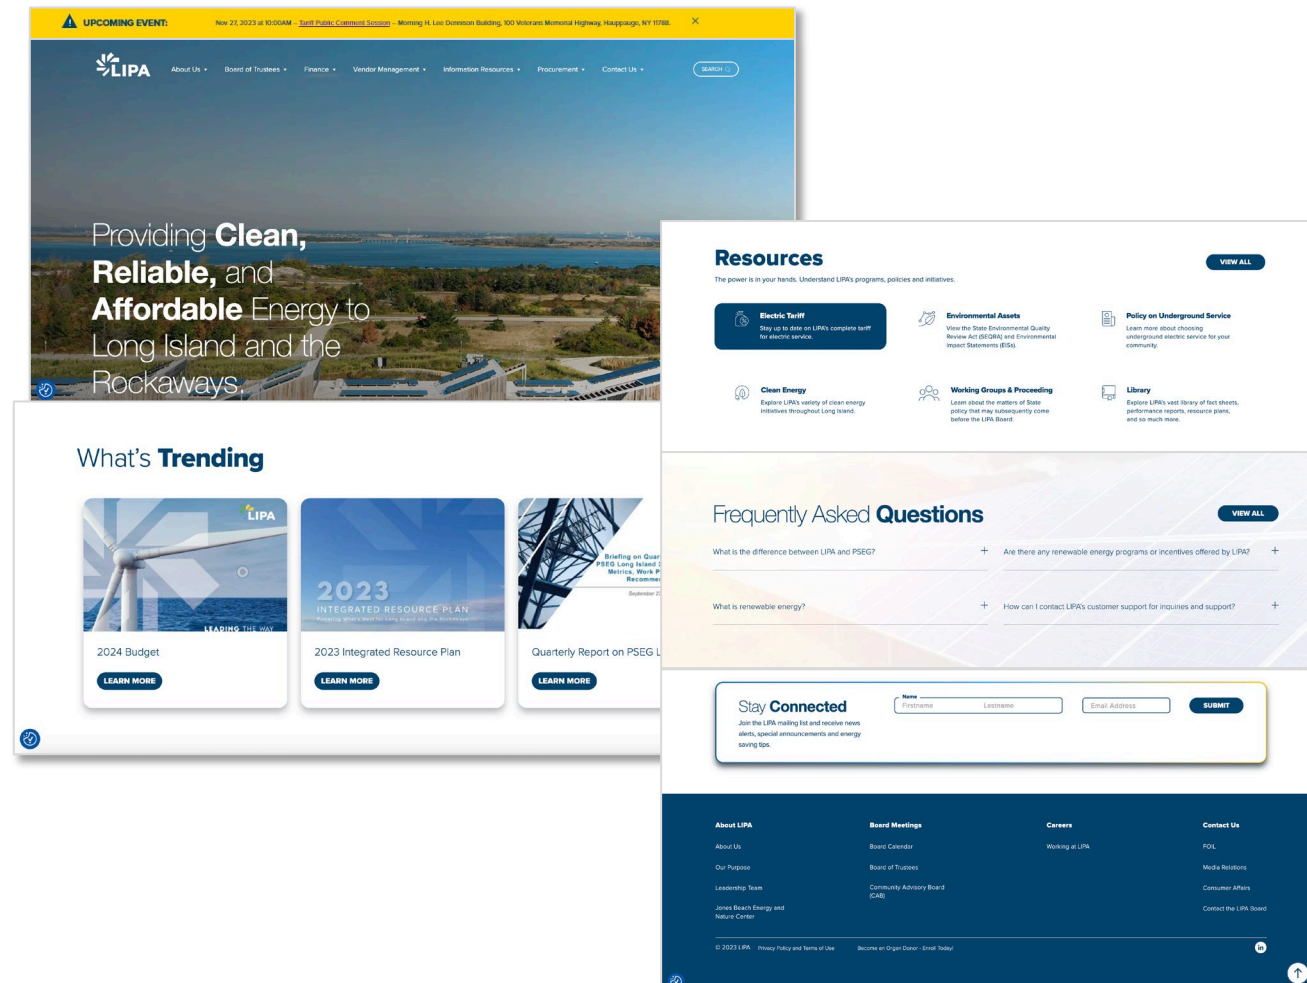 UPCOMING EVENT:
Nov 27, 2023 at 10:00AM – Tariff Public Comment Session – Morning H. Lee Dennison Building, 100 Veterans Memorial Highway, Hauppauge, NY 11788.
LIPA
About Us
Board of Trustees
Finance
Vendor Management
Information Resources
Procurement
Contact Us
SEARCH
Providing Clean,
Reliable, and
Affordable Energy to
Long Island and the
Rockaways.
What's Trending
LIPA
LEADING THE WAY
2024 Budget
LEARN MORE
2023
INTEGRATED RESOURCE PLAN
2023 Integrated Resource Plan
LEARN MORE
Briefing on Quar
PSEG Long Island
Metrics, Work P
Recomme
September 2
Quarterly Report on PSEG L
LEARN MORE
Resources
VIEW ALL
The power is in your hands. Understand LIPA's programs, policies and initiatives.
Electric Tariff
Stay up to date on LIPA's complete tariff
for electric service.
Environmental Assets
View the State Environmental Quality
Review Act (SEQRA) and Environmental
Impact Statements (EISs).
Policy on Underground Service
Learn more about choosing
underground electric service for your
community.
Clean Energy
Explore LIPA's variety of clean energy
initiatives throughout Long Island.
Working Groups & Proceeding
Learn about the matters of State
policy that may subsequently come
before the LIPA Board.
Library
Explore LIPA's vast library of fact sheets,
performance reports, resource plans,
and so much more.
Frequently Asked Questions
VIEW ALL
What is the difference between LIPA and PSEG?
Are there any renewable energy programs or incentives offered by LIPA?
What is renewable energy?
How can I contact LIPA's customer support for inquiries and support?
Stay Connected
Join the LIPA mailing list and receive news
alerts, special announcements and energy
saving tips.
Name
Firstname
Lastname
Email Address
SUBMIT
About LIPA
About Us
Our Purpose
Leadership Team
Jones Beach Energy and
Nature Center
Board Meetings
Board Calendar
Board of Trustees
Community Advisory Board
(CAB)
Careers
Working at LIPA
Contact Us
FOIL
Media Relations
Consumer Affairs
Contact the LIPA Board
© 2023 LIPA Privacy Policy and Terms of Use Become an Organ Donor - Enroll Today!
in